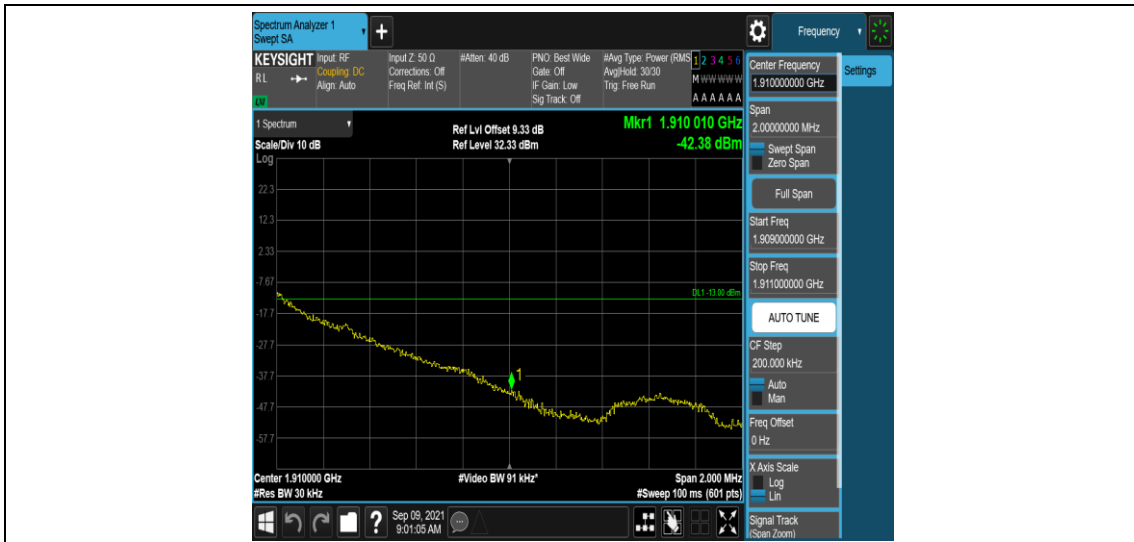 Spectrum Analyzer 1
Swept SA
+
Frequency
KEYSIGHT
RL
LXI
Input: RF
Coupling: DC
Align: Auto
Input Z: 50 Ω
Corrections: Off
Freq Ref: Int (S)
#Atten: 40 dB
PNO: Best Wide
Gate: Off
IF Gain: Low
Sig Track: Off
#Avg Type: Power (RMS
Avg|Hold: 30/30
Trig: Free Run
1 2 3 4 5 6
M W W W W W
A A A A A A
Settings
1 Spectrum
Scale/Div 10 dB
Log
Ref Lvl Offset 9.33 dB
Ref Level 32.33 dBm
Mkr1 1.910 010 GHz
-42.38 dBm
22.3
12.3
2.33
-7.67
DL1 -13.00 dBm
-17.7
-27.7
-37.7
1
-47.7
-57.7
Center 1.910000 GHz
#Video BW 91 kHz*
Span 2.000 MHz
#Res BW 30 kHz
#Sweep 100 ms (601 pts)
Center Frequency
1.910000000 GHz
Span
2.00000000 MHz
Swept Span
Zero Span
Full Span
Start Freq
1.909000000 GHz
Stop Freq
1.911000000 GHz
AUTO TUNE
CF Step
200.000 kHz
Auto
Man
Freq Offset
0 Hz
X Axis Scale
Log
Lin
Signal Track
(Span Zoom)
?
Sep 09, 2021
9:01:05 AM